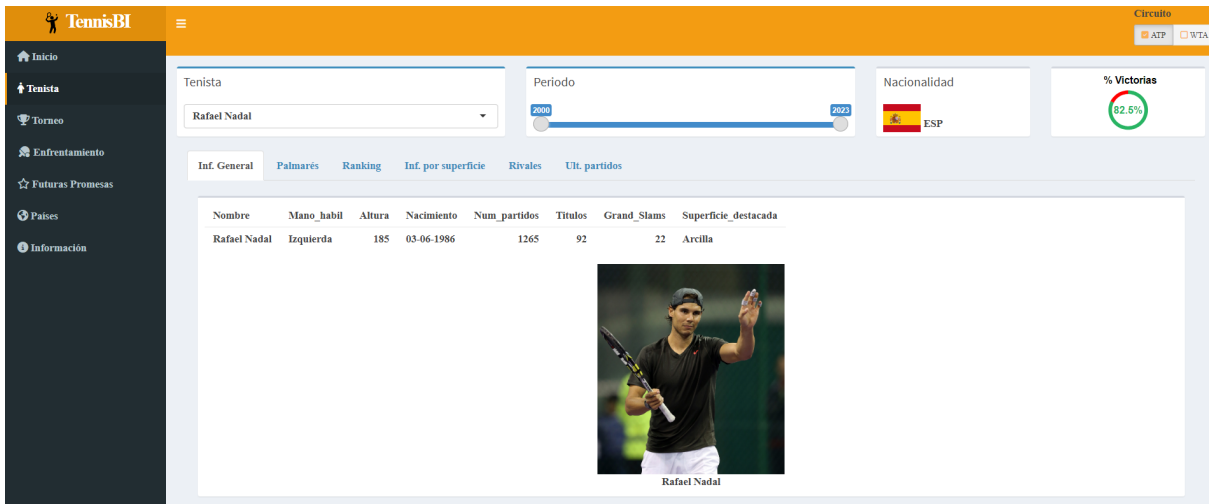 TennisBI
Circuito
ATP WTA
Inicio
Tenista
Torneo
Enfrentamiento
Futuras Promesas
Paises
Información
Tenista
Rafael Nadal
Periodo
2000 2023
Nacionalidad
ESP
% Victorias
82.5%
Inf. General Palmarés Ranking Inf. por superficie Rivales Ult. partidos
Nombre Mano_habil Altura Nacimiento Num_partidos Titulos Grand_Slams Superficie_destacada
Rafael Nadal Izquierda 185 03-06-1986 1265 92 22 Arcilla
Rafael Nadal